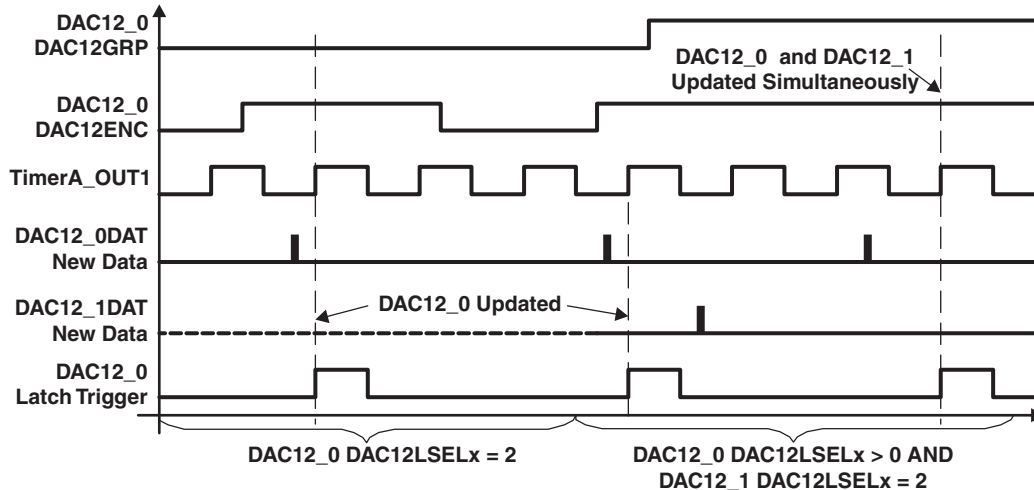 DAC12_0
DAC12GRP
DAC12_0 and DAC12_1
Updated Simultaneously
DAC12_0
DAC12ENC
TimerA_OUT1
DAC12_0DAT
New Data
DAC12_1DAT
New Data
DAC12_0 Updated
DAC12_0
Latch Trigger
DAC12_0 DAC12LSELx = 2
DAC12_0 DAC12LSELx > 0 AND
DAC12_1 DAC12LSELx = 2